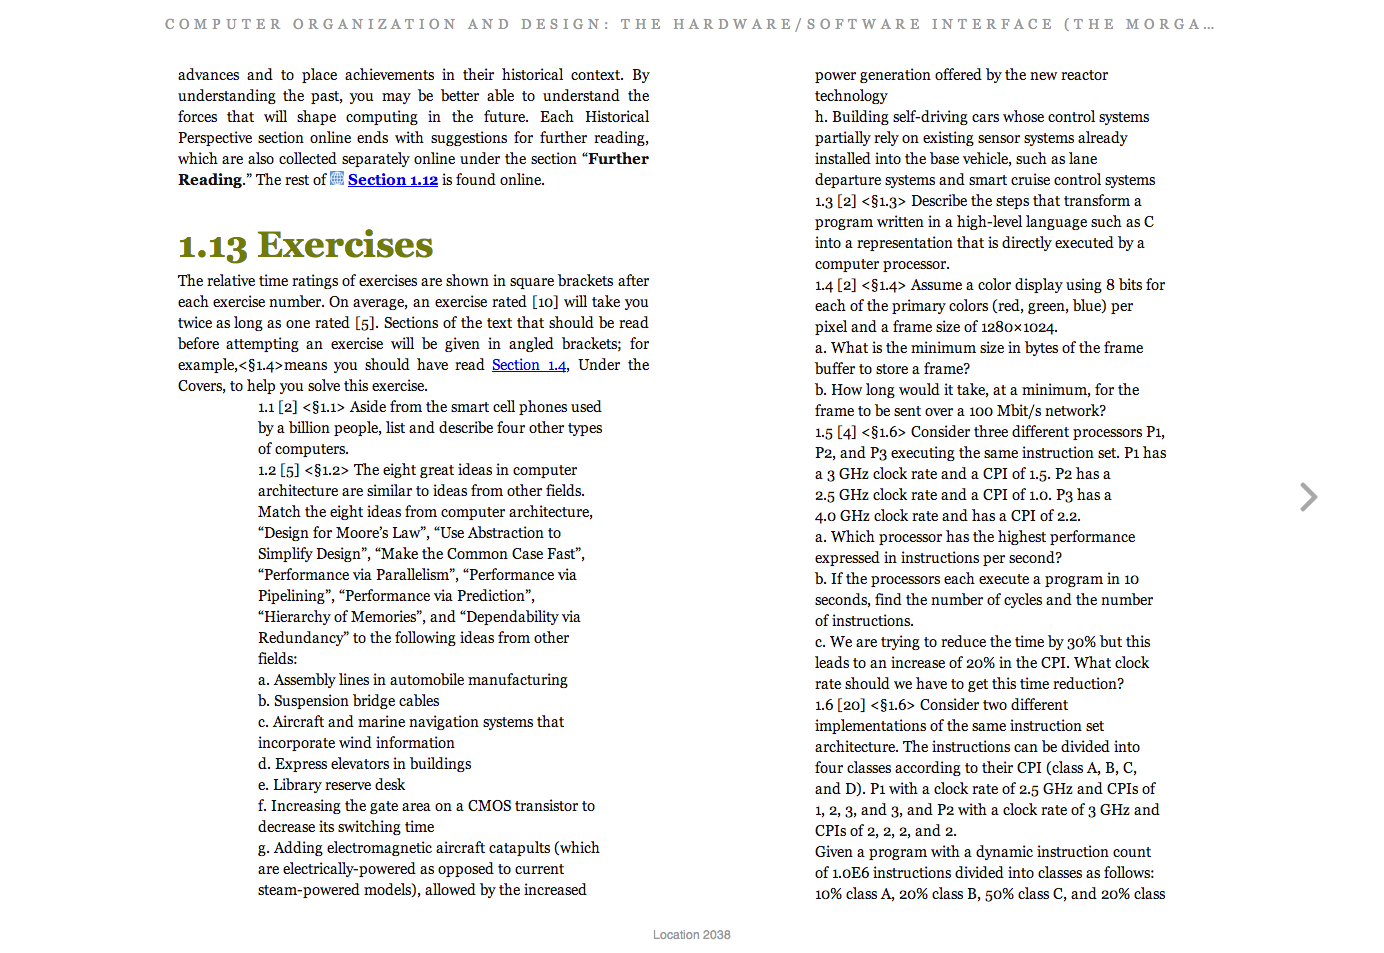 COMPUTER ORGANIZATION AND DESIGN: THE HARDWARE/SOFTWARE INTERFACE (THE MORGA...
advances and to place achievements in their historical context. By
understanding the past, you may be better able to understand the
forces that will shape computing in the future. Each Historical
Perspective section online ends with suggestions for further reading,
which are also collected separately online under the section “Further
Reading.” The rest of Section 1.12 is found online.
1.13 Exercises
The relative time ratings of exercises are shown in square brackets after
each exercise number. On average, an exercise rated [10] will take you
twice as long as one rated [5]. Sections of the text that should be read
before attempting an exercise will be given in angled brackets; for
example,<§1.4>means you should have read Section 1.4, Under the
Covers, to help you solve this exercise.
1.1 [2] <§1.1> Aside from the smart cell phones used
by a billion people, list and describe four other types
of computers.
1.2 [5] <§1.2> The eight great ideas in computer
architecture are similar to ideas from other fields.
Match the eight ideas from computer architecture,
“Design for Moore’s Law”, “Use Abstraction to
Simplify Design”, “Make the Common Case Fast”,
“Performance via Parallelism”, “Performance via
Pipelining”, “Performance via Prediction”,
“Hierarchy of Memories”, and “Dependability via
Redundancy” to the following ideas from other
fields:
a. Assembly lines in automobile manufacturing
b. Suspension bridge cables
c. Aircraft and marine navigation systems that
incorporate wind information
d. Express elevators in buildings
e. Library reserve desk
f. Increasing the gate area on a CMOS transistor to
decrease its switching time
g. Adding electromagnetic aircraft catapults (which
are electrically-powered as opposed to current
steam-powered models), allowed by the increased
power generation offered by the new reactor
technology
h. Building self-driving cars whose control systems
partially rely on existing sensor systems already
installed into the base vehicle, such as lane
departure systems and smart cruise control systems
1.3 [2] <§1.3> Describe the steps that transform a
program written in a high-level language such as C
into a representation that is directly executed by a
computer processor.
1.4 [2] <§1.4> Assume a color display using 8 bits for
each of the primary colors (red, green, blue) per
pixel and a frame size of 1280×1024.
a. What is the minimum size in bytes of the frame
buffer to store a frame?
b. How long would it take, at a minimum, for the
frame to be sent over a 100 Mbit/s network?
1.5 [4] <§1.6> Consider three different processors P1,
P2, and P3 executing the same instruction set. P1 has
a 3 GHz clock rate and a CPI of 1.5. P2 has a
2.5 GHz clock rate and a CPI of 1.0. P3 has a
4.0 GHz clock rate and has a CPI of 2.2.
a. Which processor has the highest performance
expressed in instructions per second?
b. If the processors each execute a program in 10
seconds, find the number of cycles and the number
of instructions.
c. We are trying to reduce the time by 30% but this
leads to an increase of 20% in the CPI. What clock
rate should we have to get this time reduction?
1.6 [20] <§1.6> Consider two different
implementations of the same instruction set
architecture. The instructions can be divided into
four classes according to their CPI (class A, B, C,
and D). P1 with a clock rate of 2.5 GHz and CPIs of
1, 2, 3, and 3, and P2 with a clock rate of 3 GHz and
CPIs of 2, 2, 2, and 2.
Given a program with a dynamic instruction count
of 1.0E6 instructions divided into classes as follows:
10% class A, 20% class B, 50% class C, and 20% class
Location 2038